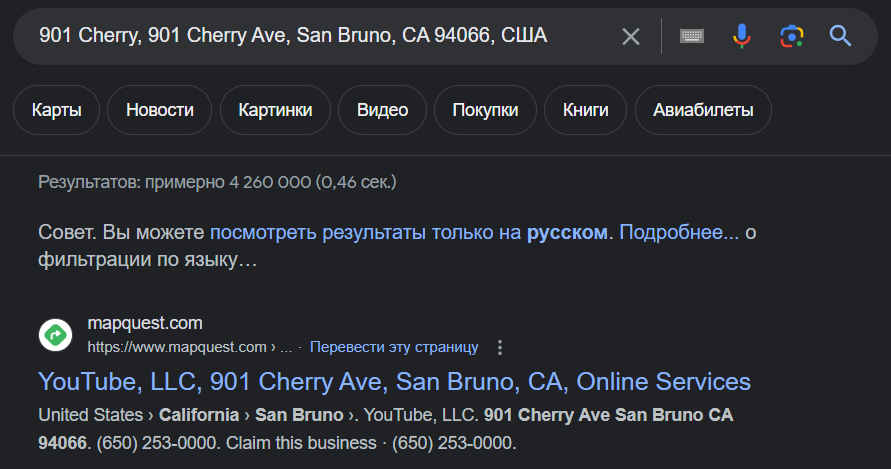 901 Cherry, 901 Cherry Ave, San Bruno, CA 94066, США
Карты Новости Картинки Видео Покупки Книги Авиабилеты
Результатов: примерно 4 260 000 (0,46 сек.)
Совет. Вы можете посмотреть результаты только на русском. Подробнее... о
фильтрации по языку…
mapquest.com
https://www.mapquest.com › ... · Перевести эту страницу
YouTube, LLC, 901 Cherry Ave, San Bruno, CA, Online Services
United States › California › San Bruno ›. YouTube, LLC. 901 Cherry Ave San Bruno CA
94066. (650) 253-0000. Claim this business · (650) 253-0000.